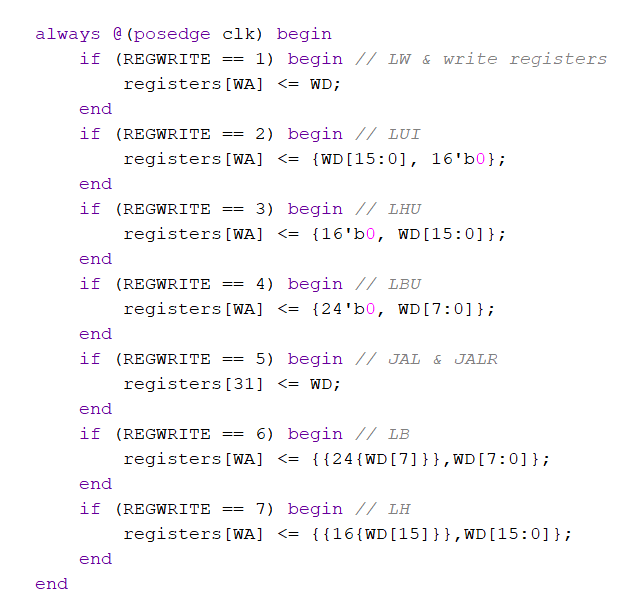 always @(posedge clk) begin
    if (REGWRITE == 1) begin // LW & write registers
        registers[WA] <= WD;
    end
    if (REGWRITE == 2) begin // LUI
        registers[WA] <= {WD[15:0], 16'b0};
    end
    if (REGWRITE == 3) begin // LHU
        registers[WA] <= {16'b0, WD[15:0]};
    end
    if (REGWRITE == 4) begin // LBU
        registers[WA] <= {24'b0, WD[7:0]};
    end
    if (REGWRITE == 5) begin // JAL & JALR
        registers[31] <= WD;
    end
    if (REGWRITE == 6) begin // LB
        registers[WA] <= {{24{WD[7]}},WD[7:0]};
    end
    if (REGWRITE == 7) begin // LH
        registers[WA] <= {{16{WD[15]}},WD[15:0]};
    end
end